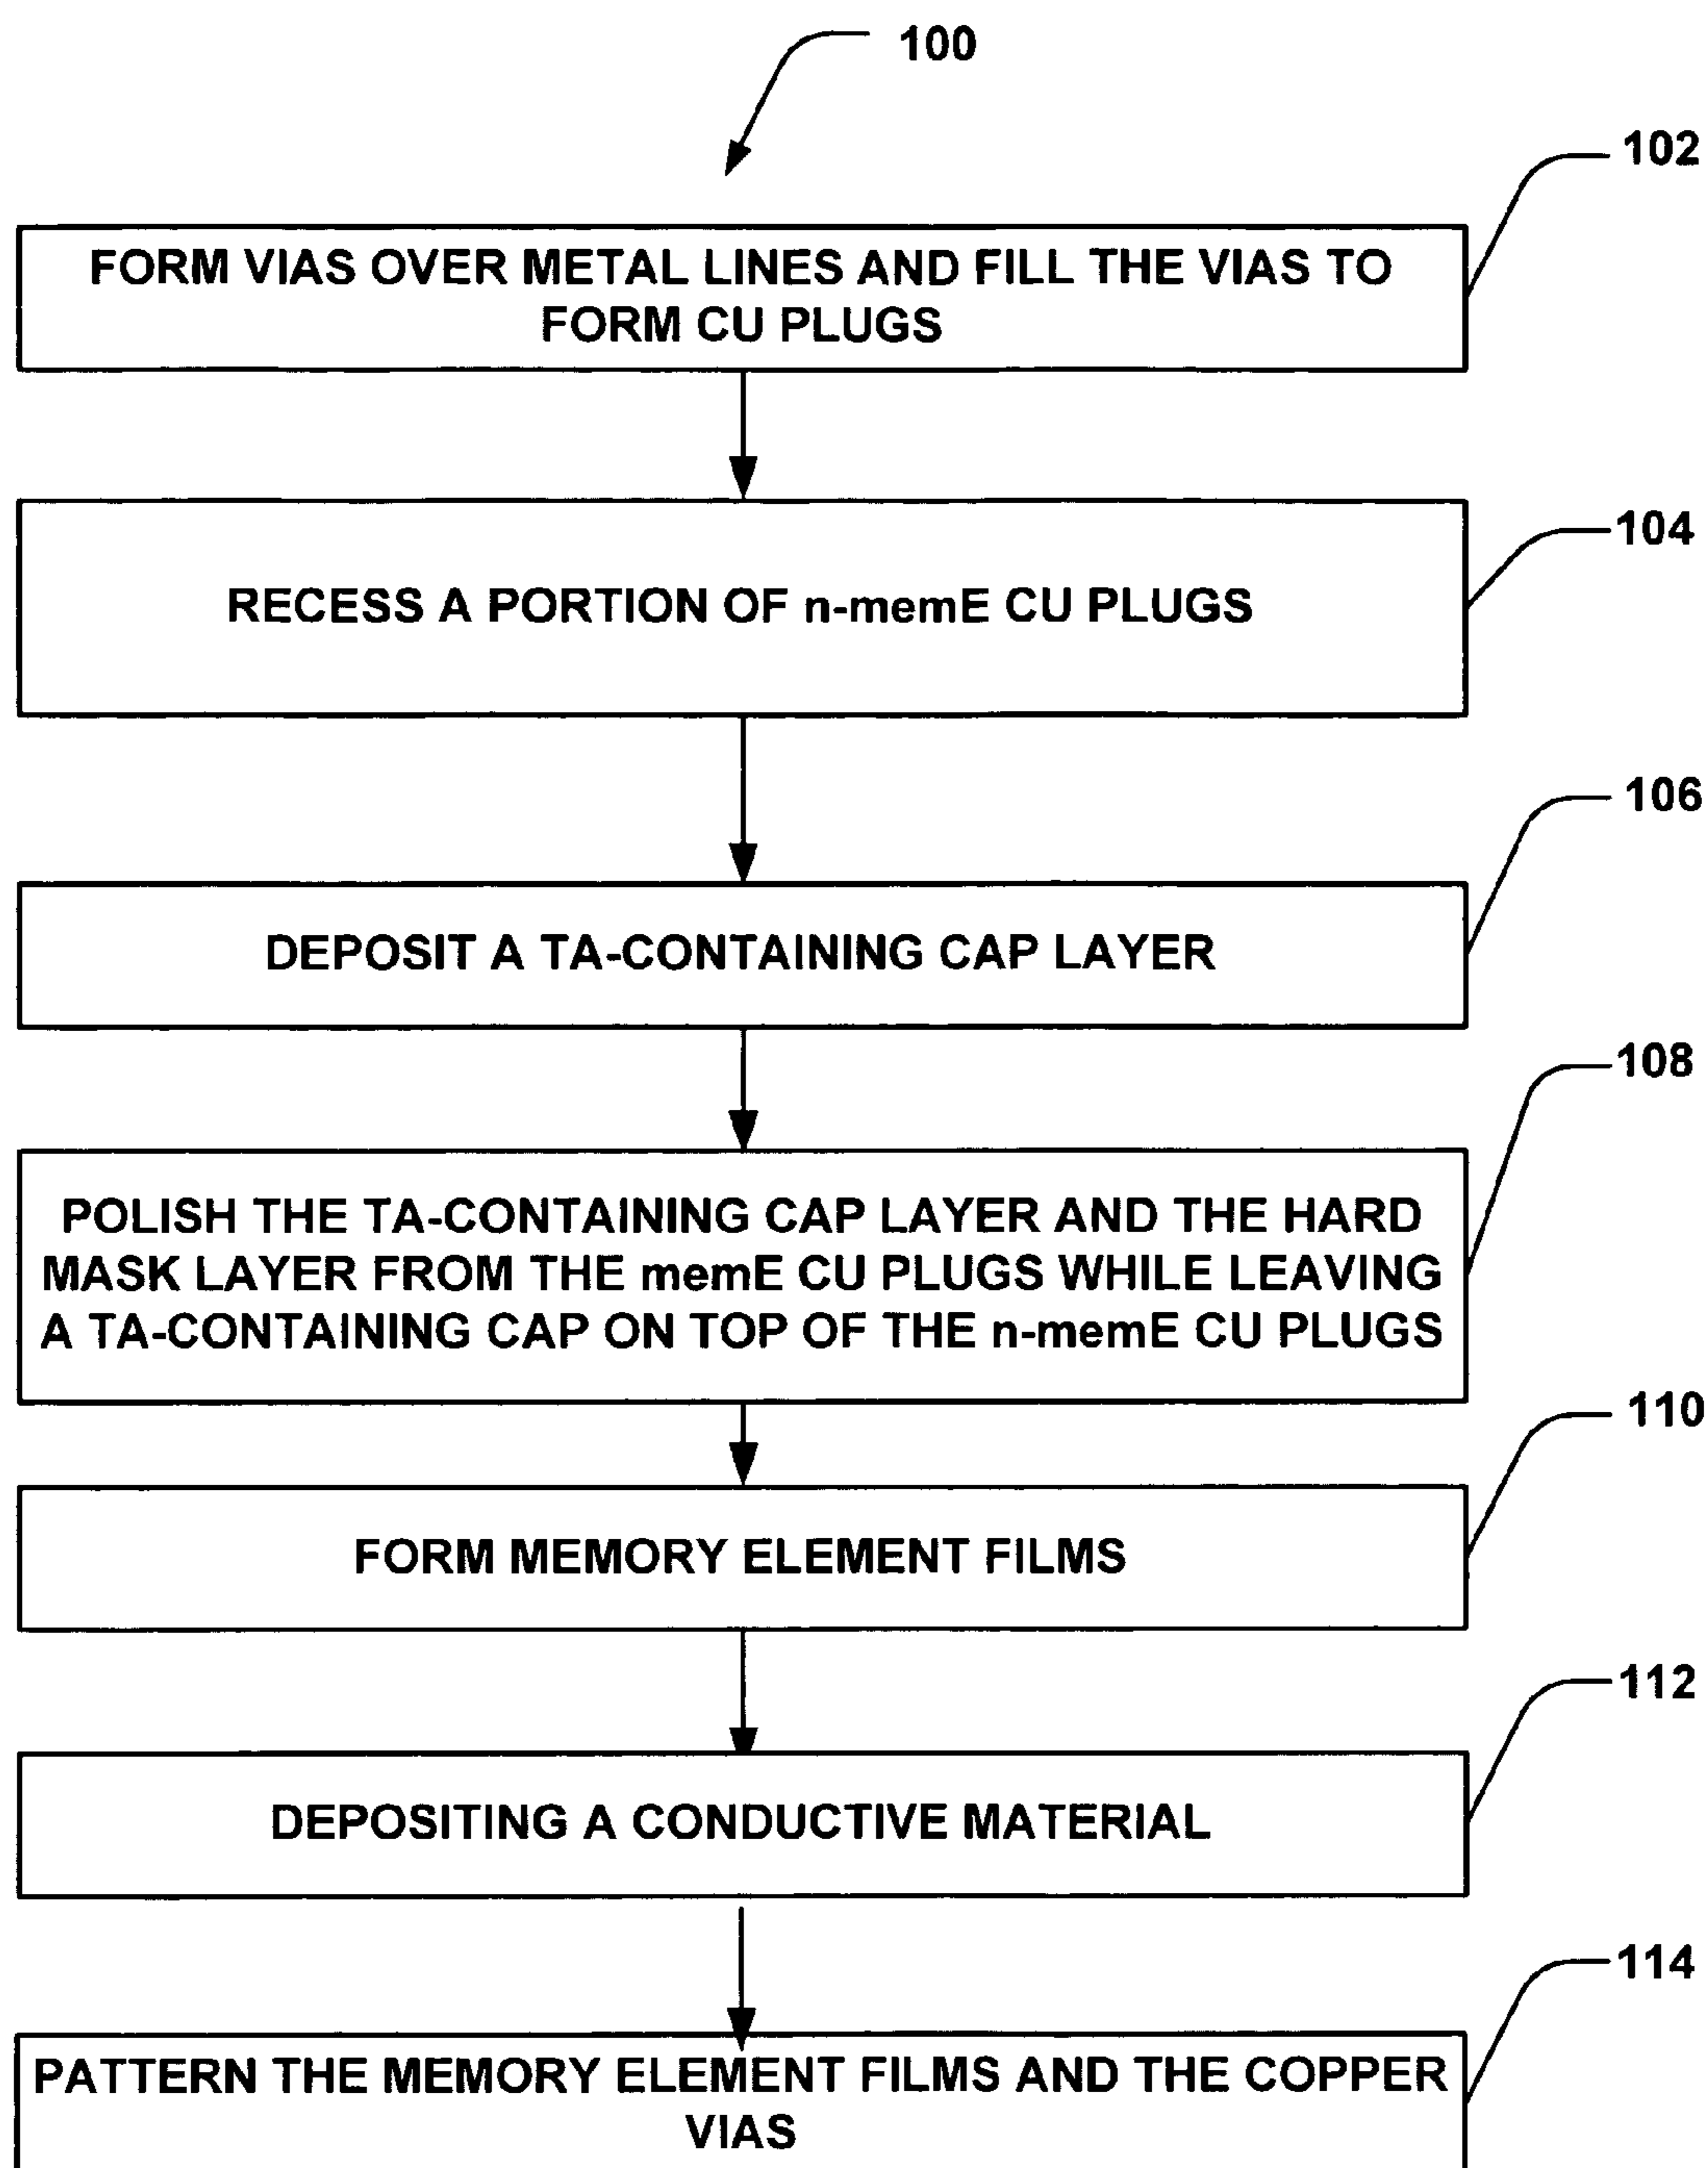 100
102
FORM VIAS OVER METAL LINES AND FILL THE VIAS TO
FORM CU PLUGS
104
RECESS A PORTION OF n-memE CU PLUGS
106
DEPOSIT A TA-CONTAINING CAP LAYER
108
POLISH THE TA-CONTAINING CAP LAYER AND THE HARD
MASK LAYER FROM THE memE CU PLUGS WHILE LEAVING
A TA-CONTAINING CAP ON TOP OF THE n-memE CU PLUGS
110
FORM MEMORY ELEMENT FILMS
112
DEPOSITING A CONDUCTIVE MATERIAL
114
PATTERN THE MEMORY ELEMENT FILMS AND THE COPPER
VIAS